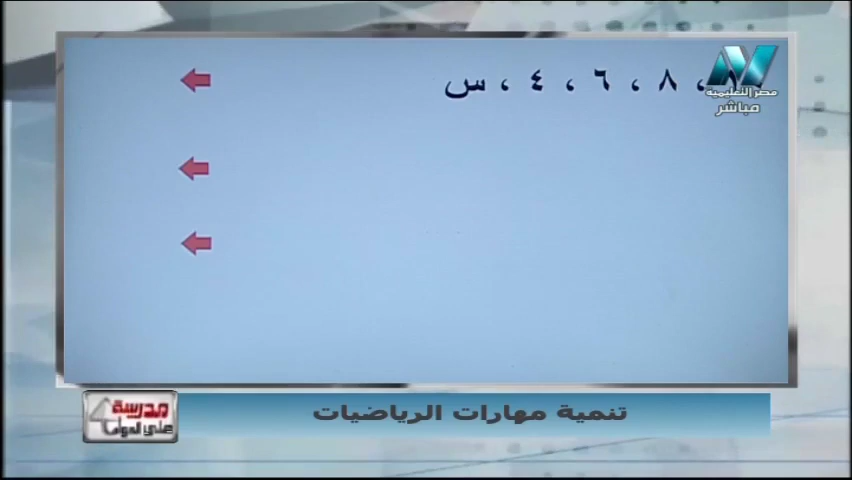 ، ٨ ، ٦ ، ٤ ، س
مصر التعليمية
مباشر
تنمية مهارات الرياضيات
مدرسة
على الهواء